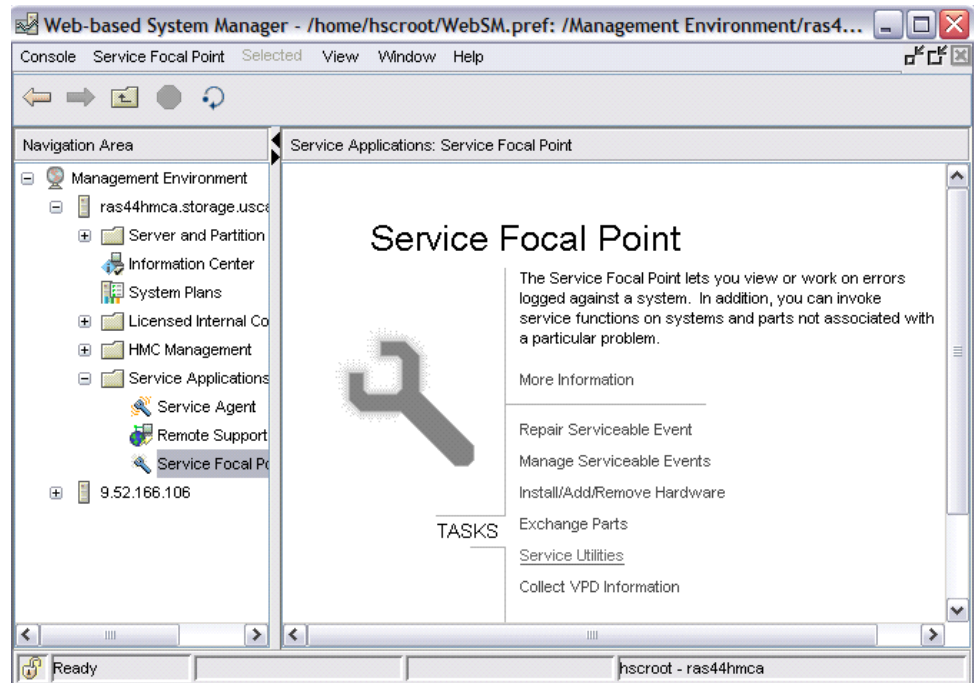 Web-based System Manager - /home/hscroot/WebSM.pref: /Management Environment/ras4...
Console Service Focal Point Selected View Window Help
Navigation Area
Service Applications: Service Focal Point
Management Environment
ras44hmca.storage.usca
Server and Partition
Information Center
System Plans
Licensed Internal Co
HMC Management
Service Applications
Service Agent
Remote Support
Service Focal Po
9.52.166.106
Service Focal Point
The Service Focal Point lets you view or work on errors
logged against a system. In addition, you can invoke
service functions on systems and parts not associated with
a particular problem.
More Information
TASKS
Repair Serviceable Event
Manage Serviceable Events
Install/Add/Remove Hardware
Exchange Parts
Service Utilities
Collect VPD Information
Ready
hscroot - ras44hmca